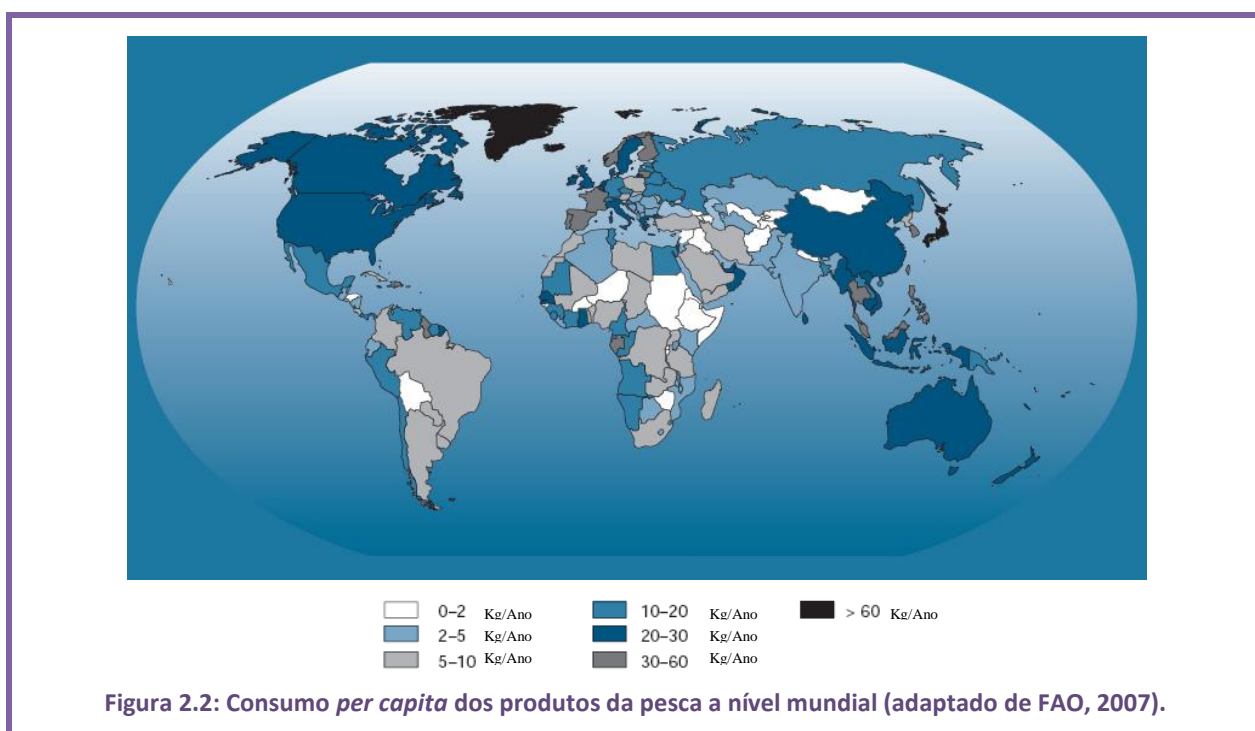 0–2 Kg/Ano 10–20 Kg/Ano > 60 Kg/Ano
2–5 Kg/Ano 20–30 Kg/Ano
5–10 Kg/Ano 30–60 Kg/Ano
Figura 2.2: Consumo per capita dos produtos da pesca a nível mundial (adaptado de FAO, 2007).